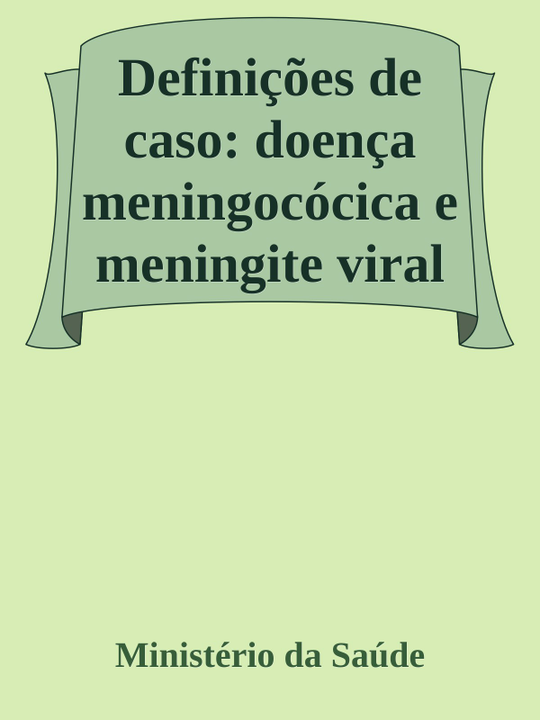 Definições de
caso: doença
meningocócica e
meningite viral
Ministério da Saúde